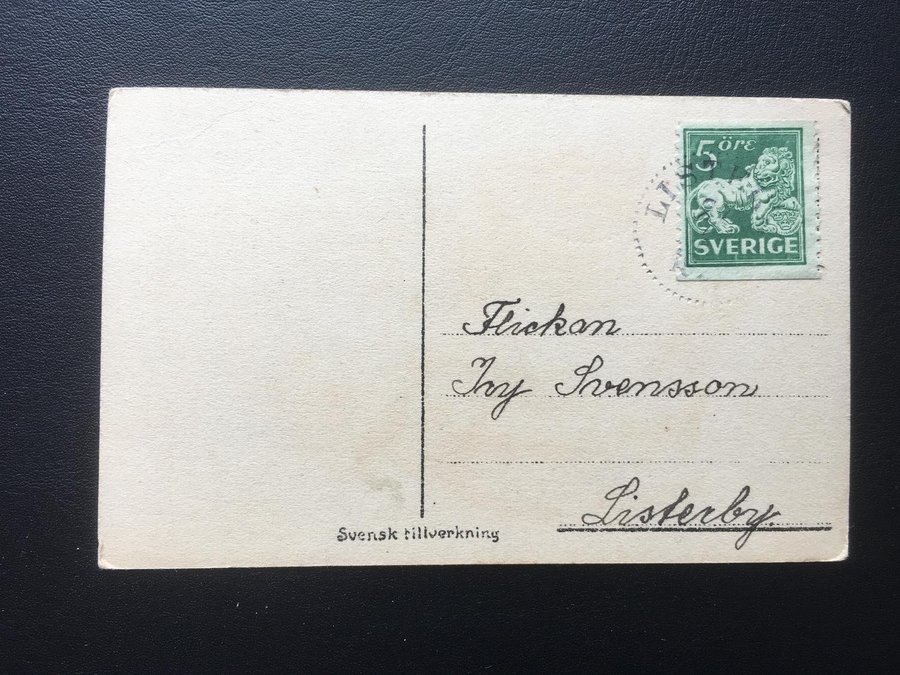 5 öre
SVERIGE
Flickan
Ivy Svensson
Listerby.
Svensk tillverkning